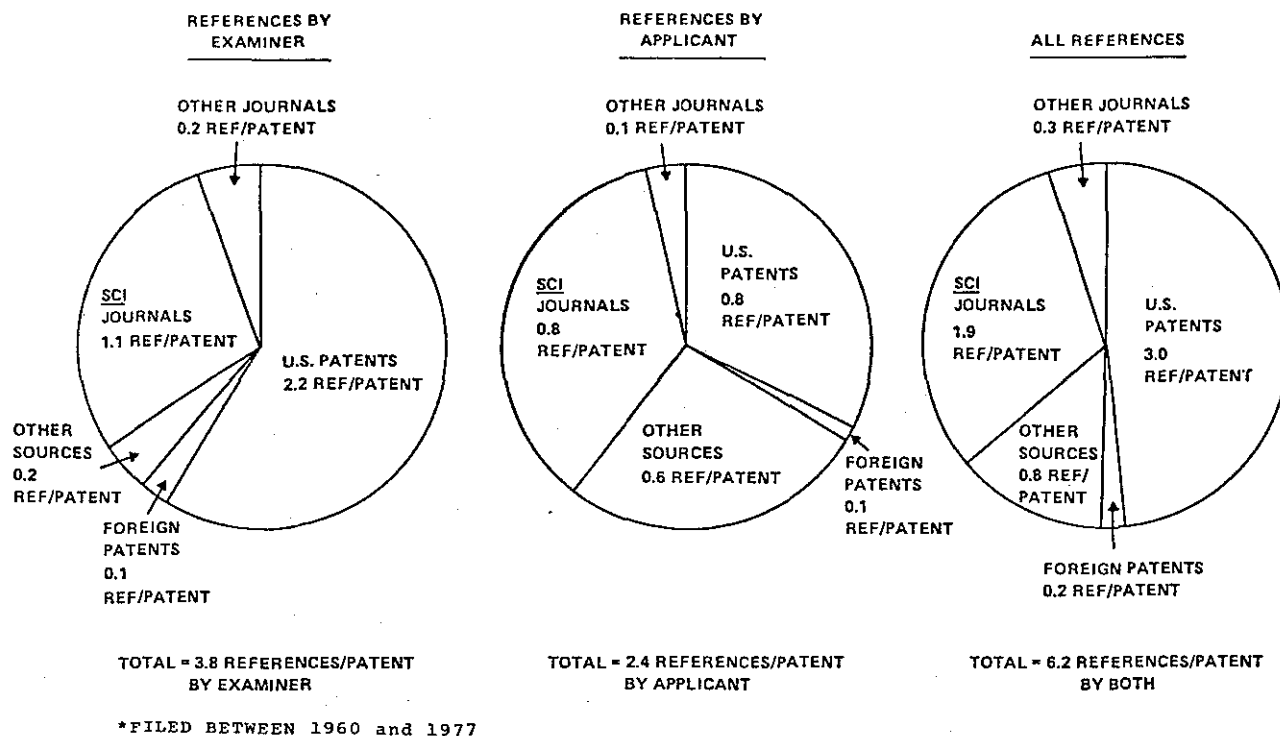 REFERENCES BY
EXAMINER
OTHER JOURNALS
0.2 REF/PATENT
SCI
JOURNALS
1.1 REF/PATENT
U.S. PATENTS
2.2 REF/PATENT
OTHER
SOURCES
0.2
REF/PATENT
FOREIGN
PATENTS
0.1
REF/PATENT
TOTAL = 3.8 REFERENCES/PATENT
BY EXAMINER
REFERENCES BY
APPLICANT
OTHER JOURNALS
0.1 REF/PATENT
SCI
JOURNALS
0.8
REF/PATENT
U.S.
PATENTS
0.8
REF/PATENT
OTHER
SOURCES
0.6 REF/PATENT
FOREIGN
PATENTS
0.1
REF/PATENT
TOTAL = 2.4 REFERENCES/PATENT
BY APPLICANT
ALL REFERENCES
OTHER JOURNALS
0.3 REF/PATENT
SCI
JOURNALS
1.9
REF/PATENT
U.S.
PATENTS
3.0
REF/PATENT
OTHER
SOURCES
0.8 REF/
PATENT
FOREIGN PATENTS
0.2 REF/PATENT
TOTAL = 6.2 REFERENCES/PATENT
BY BOTH
*FILED BETWEEN 1960 and 1977